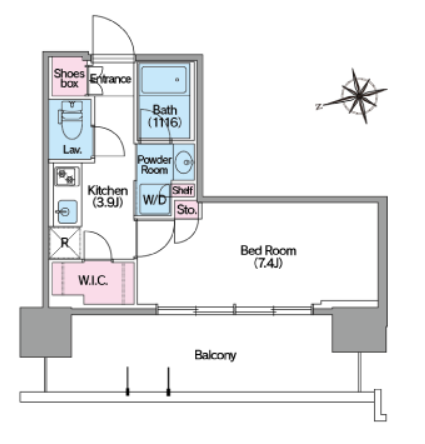 Shoes
box
Entrance
Bath
(1116)
Lav.
Powder
Room
Kitchen
(3.9J)
W/D
Shelf
Sto.
R
W.I.C.
Bed Room
(7.4J)
Balcony
N